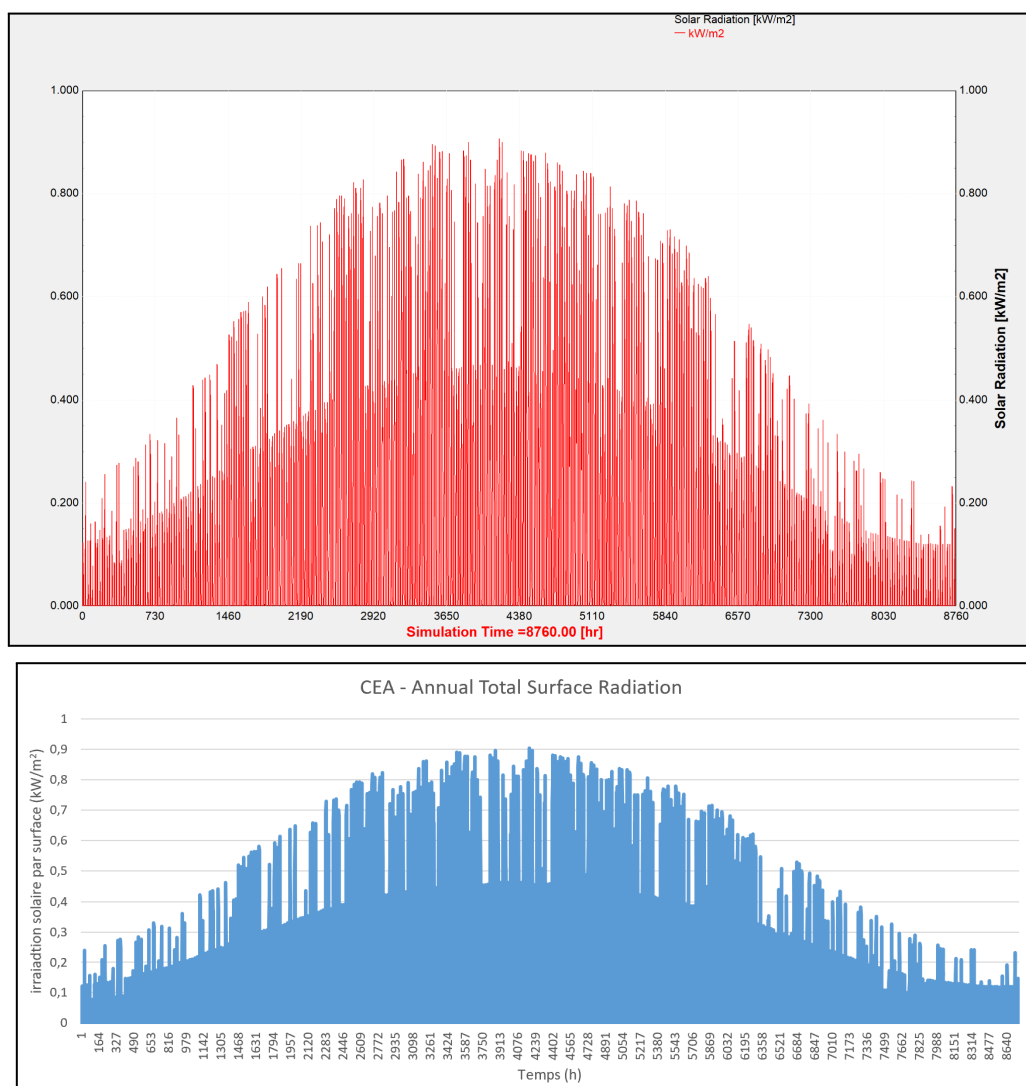 Solar Radiation [kW/m2]
— kW/m2
1.000 1.000
0.800 0.800
0.600 0.600
0.400 0.400
0.200 0.200
0.000 0.000
Solar Radiation [kW/m2]
0 730 1460 2190 2920 3650 4380 5110 5840 6570 7300 8030 8760
Simulation Time =8760.00 [hr]
CEA - Annual Total Surface Radiation
irraiadtion solaire par surface (kW/m²)
1
0,9
0,8
0,7
0,6
0,5
0,4
0,3
0,2
0,1
0
1 164 327 490 653 816 979 1142 1305 1468 1631 1794 1957 2120 2283 2446 2609 2772 2935 3098 3261 3424 3587 3750 3913 4076 4239 4402 4565 4728 4891 5054 5217 5380 5543 5706 5869 6032 6195 6358 6521 6684 6847 7010 7173 7336 7499 7662 7825 7988 8151 8314 8477 8640
Temps (h)